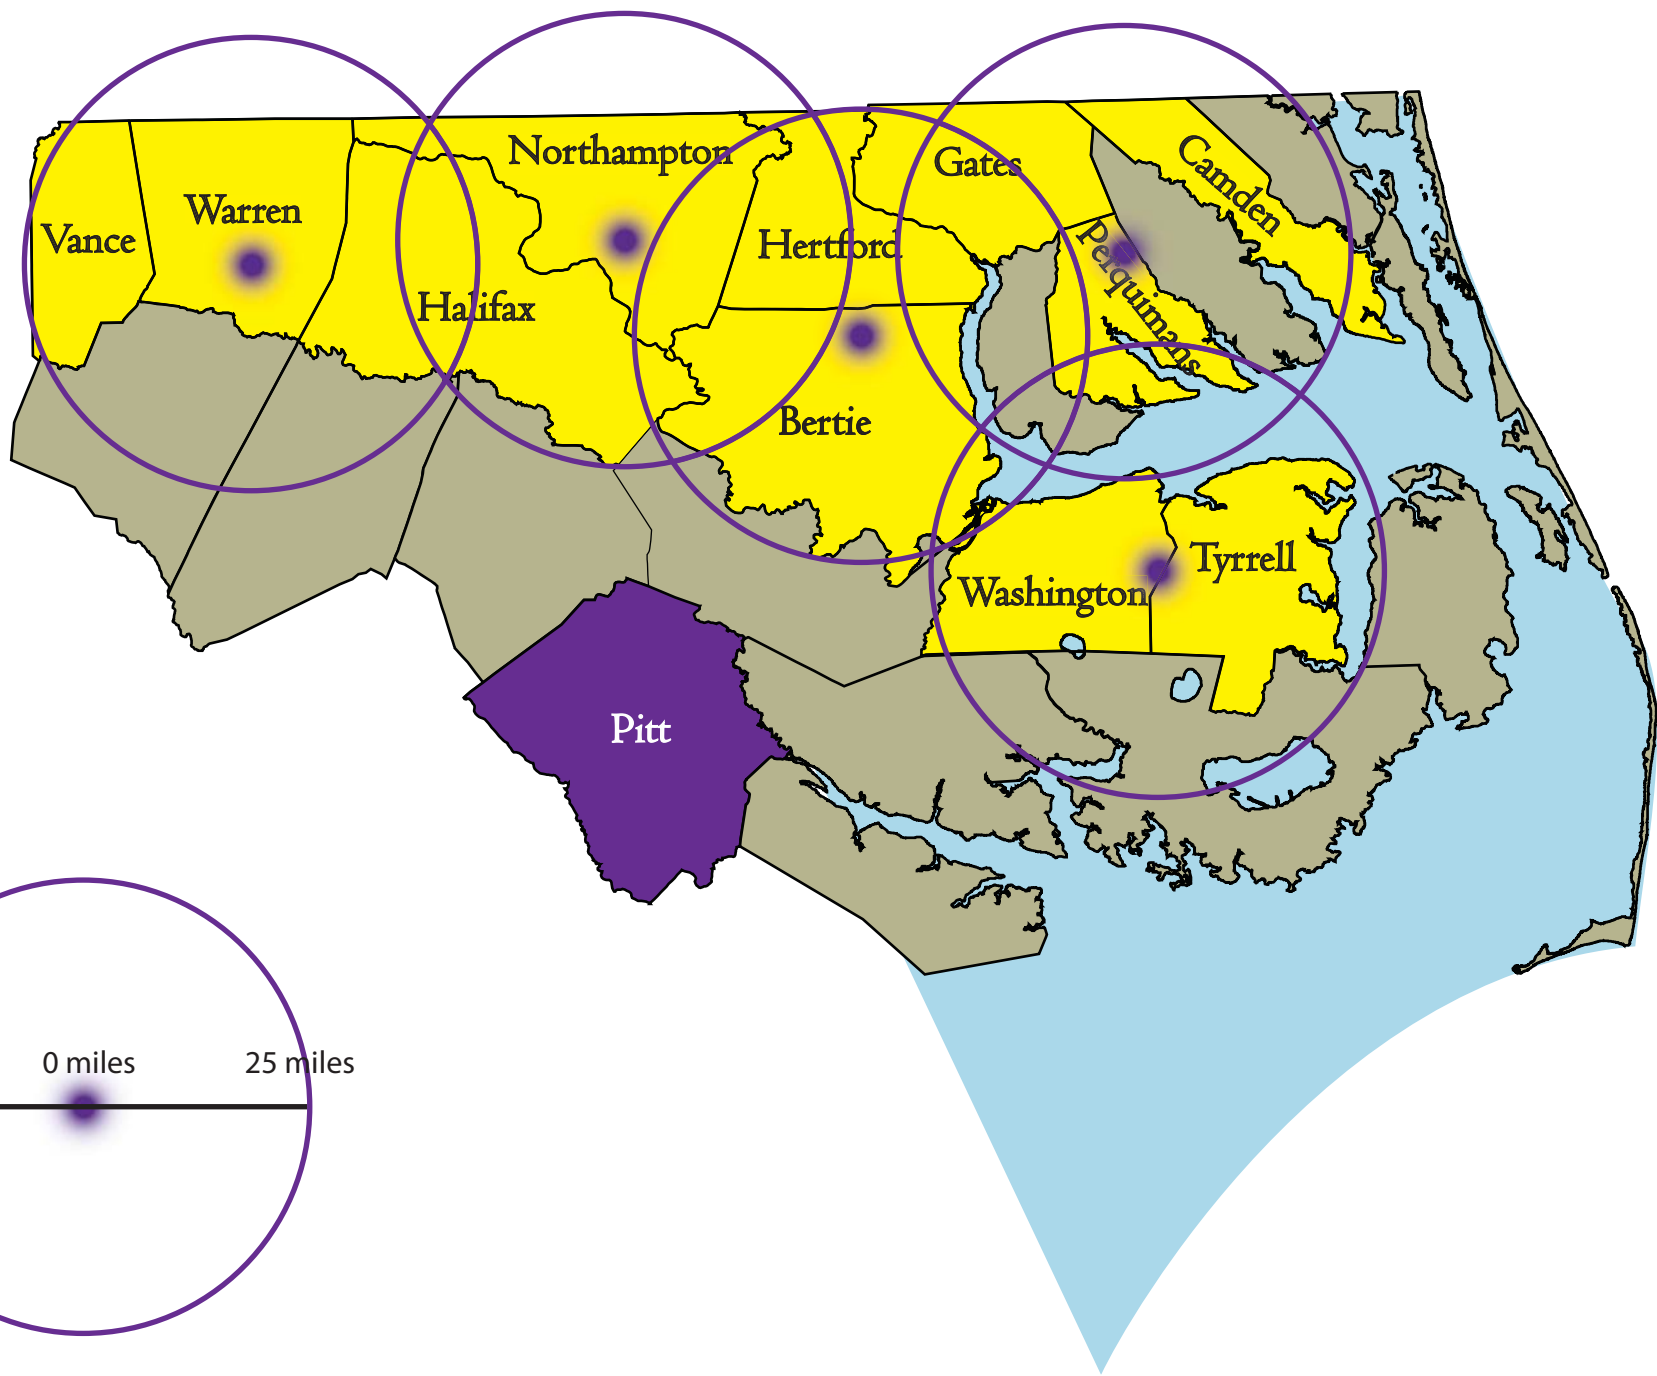 Northampton
Gates
Camden
Warren
Vance
Hertford
Perquimans
Halifax
Bertie
Tyrrell
Washington
Pitt
0 miles
25 miles